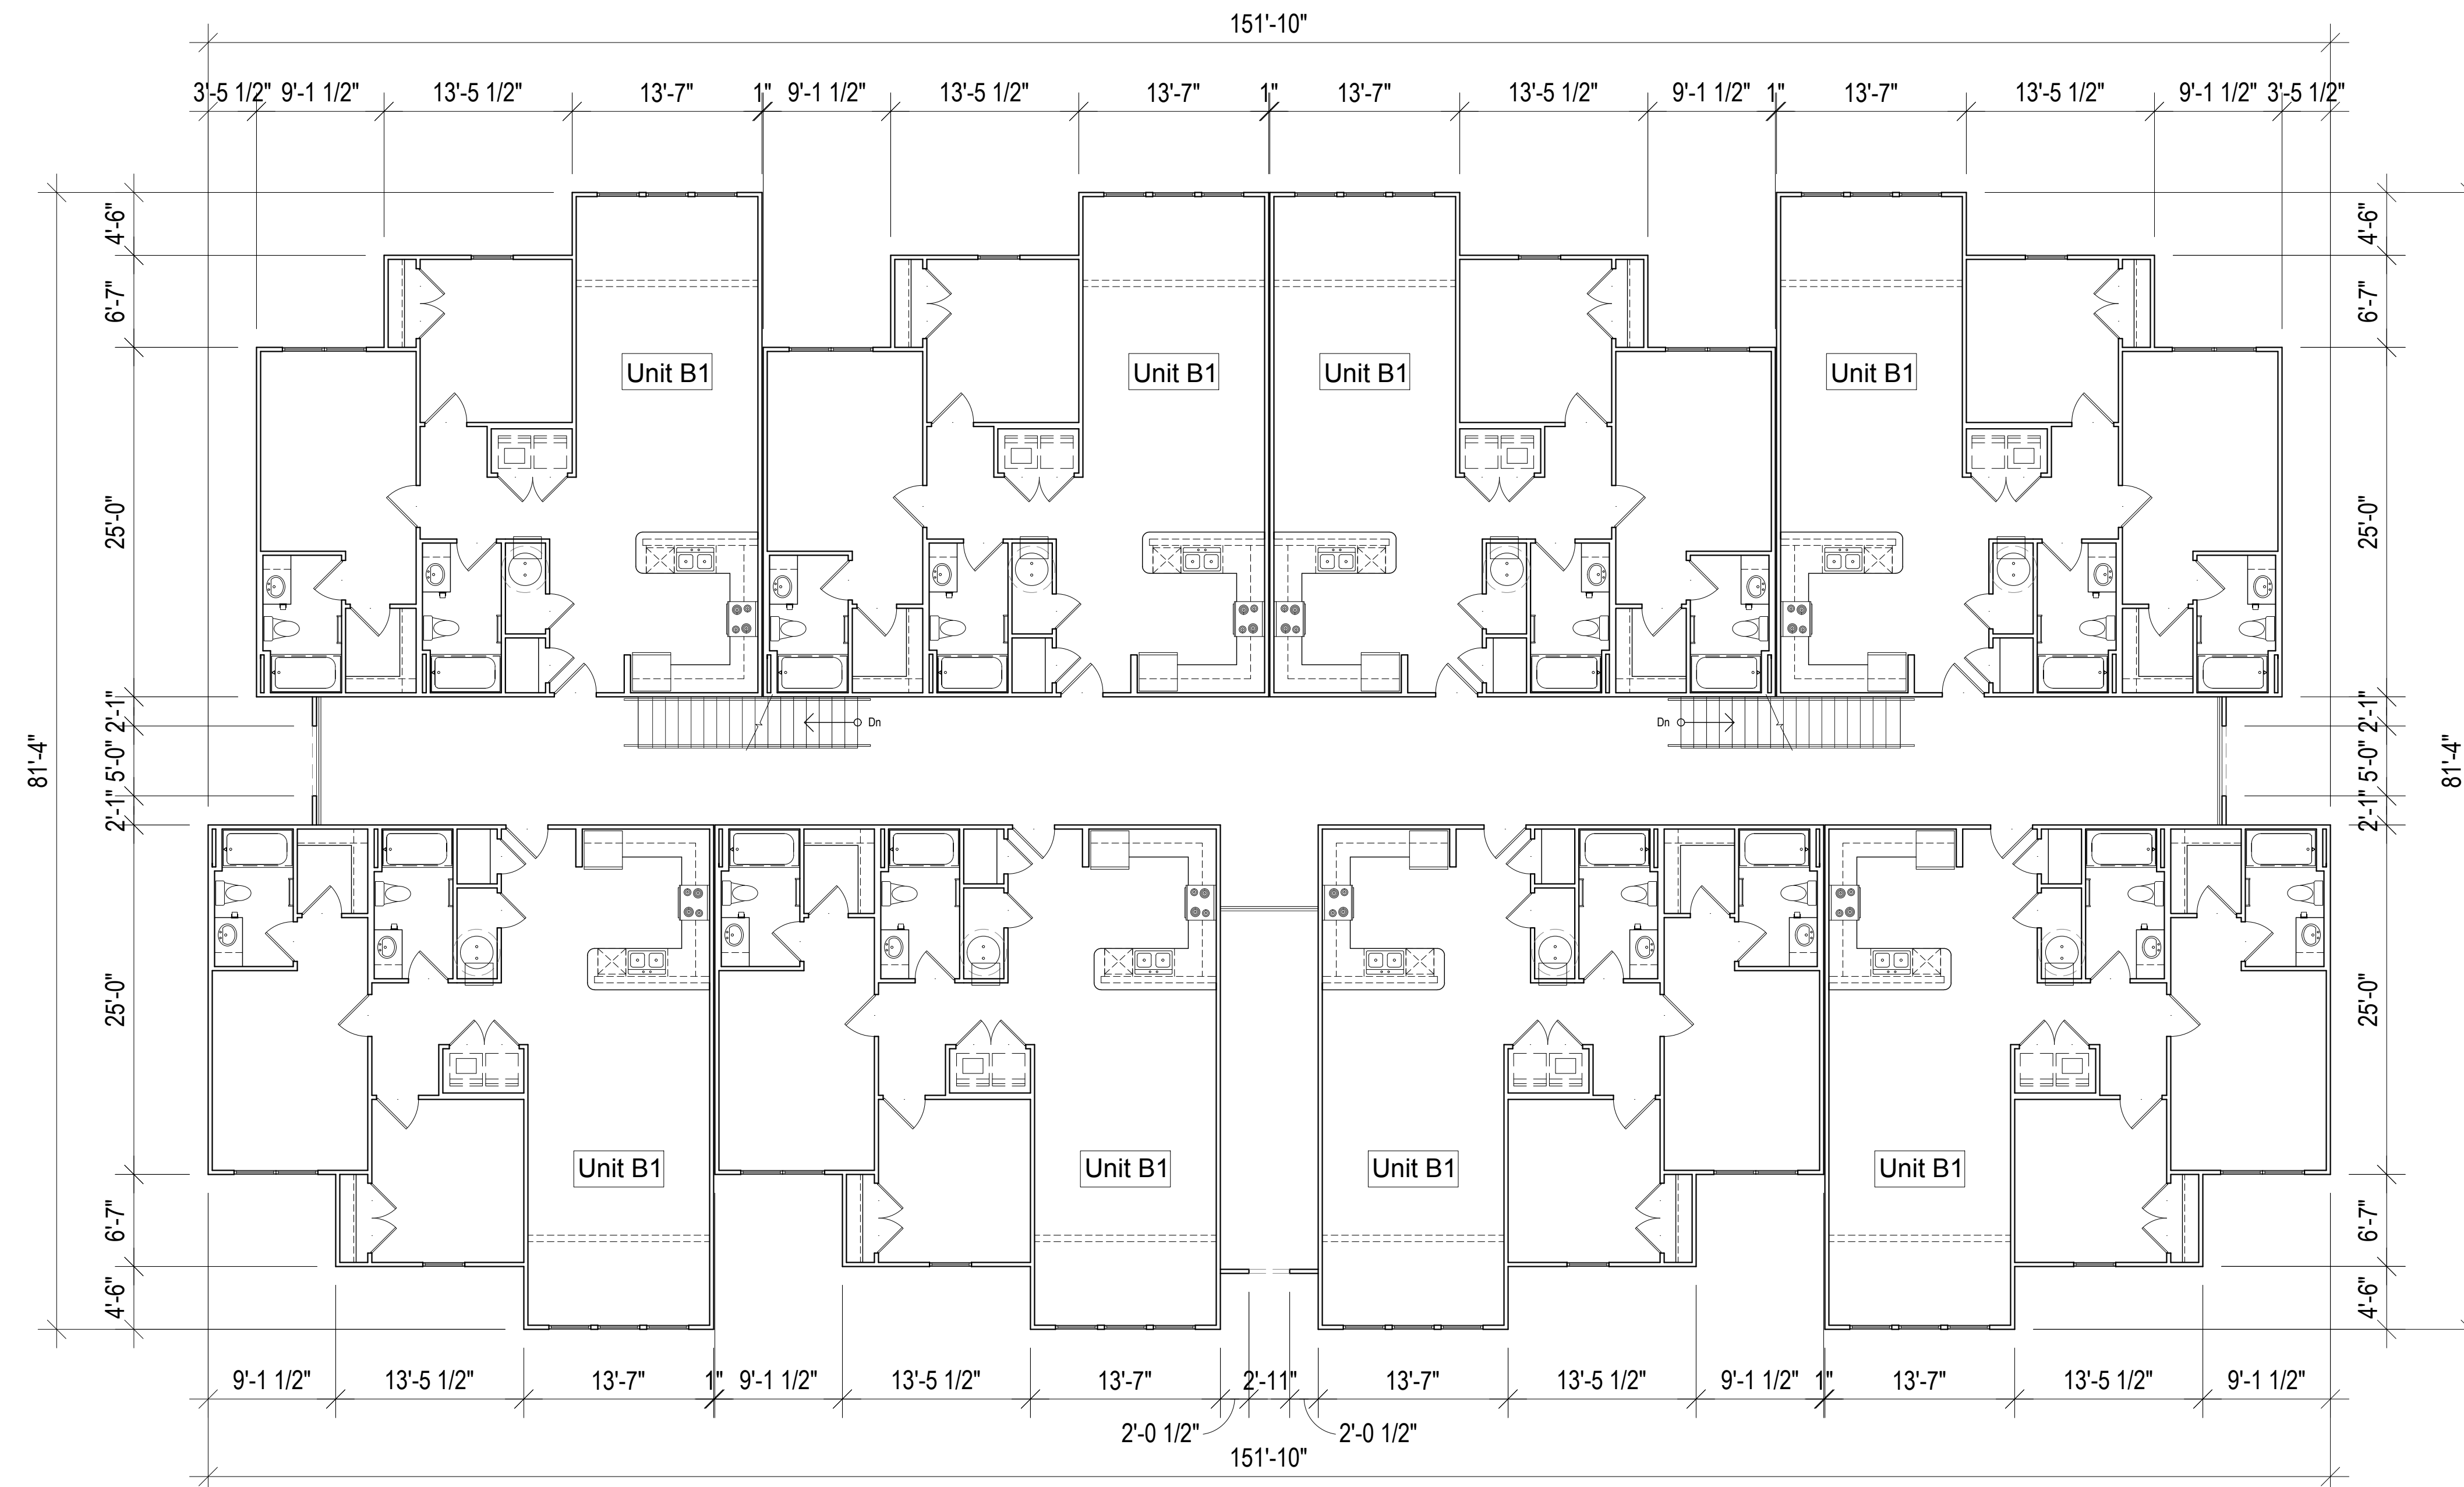 151'-10"
3'-5 1/2" 9'-1 1/2" 13'-5 1/2" 13'-7" 1" 9'-1 1/2" 13'-5 1/2" 13'-7" 1" 13'-7" 13'-5 1/2" 9'-1 1/2" 1" 13'-7" 13'-5 1/2" 9'-1 1/2" 3'-5 1/2"
4'-6" 4'-6"
6'-7" 6'-7"
Unit B1 Unit B1 Unit B1 Unit B1
25'-0" 25'-0"
2'-1" 2'-1"
Dn Dn
81'-4" 5'-0" 5'-0" 81'-4"
2'-1" 2'-1"
25'-0" 25'-0"
Unit B1 Unit B1 Unit B1 Unit B1
6'-7" 6'-7"
4'-6" 4'-6"
9'-1 1/2" 13'-5 1/2" 13'-7" 1" 9'-1 1/2" 13'-5 1/2" 13'-7" 2'-11" 13'-7" 13'-5 1/2" 9'-1 1/2" 1" 13'-7" 13'-5 1/2" 9'-1 1/2"
2'-0 1/2" 2'-0 1/2"
151'-10"